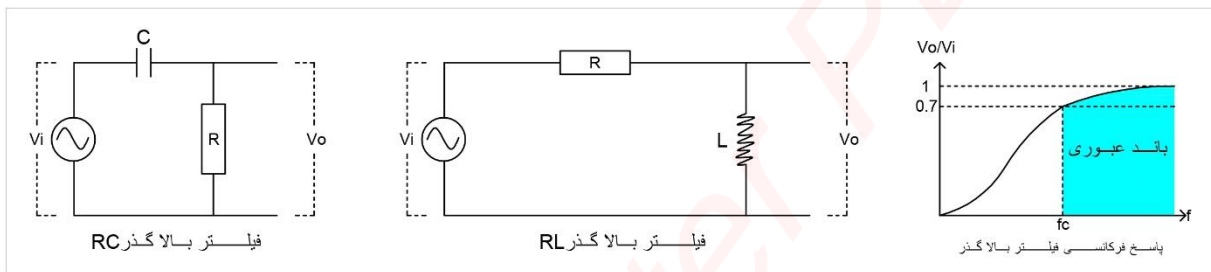 C
Vi
R
Vo
فیلتر بالا گذر RC
R
Vi
L
Vo
فیلتر بالا گذر RL
Vo/Vi
1
0.7
باند عبوری
fc
f
پاسخ فرکانسی فیلتر بالا گذر